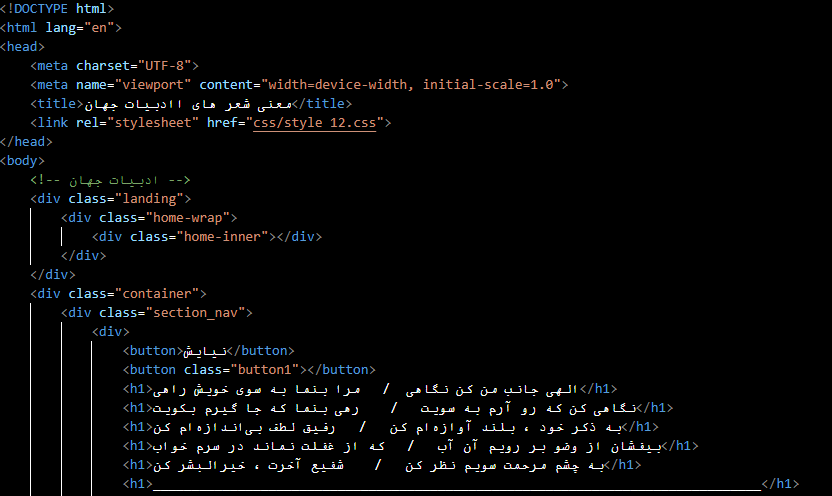 <!DOCTYPE html>
<html lang="en">
<head>
    <meta charset="UTF-8">
    <meta name="viewport" content="width=device-width, initial-scale=1.0">
    <title>معنی شعر های اادبیات جهان</title>
    <link rel="stylesheet" href="css/style 12.css">
</head>
<body>
    <!-- ادبیات جهان -->
    <div class="landing">
        <div class="home-wrap">
            <div class="home-inner"></div>
        </div>
    </div>
    <div class="container">
        <div class="section_nav">
            <div>
                <button>نیایش</button>
                <button class="button1"></button>
                <h1>الهی جانب من کن نگاهی  /  مرا بنما به سوی خویش راهی</h1>
                <h1>نگاهی کن که رو آرم به سویت  /  رهی بنما که جا گیرم بکویت</h1>
                <h1>به ذکر خود ، بلند آوازه‌ام کن  /  رفیق لطف بی‌اندازه‌ام کن</h1>
                <h1>بیفشان از وضو بر رویم آن آب  /  که از غفلت نماند در سرم خواب</h1>
                <h1>به چشم مرحمت سویم نظر کن  /  شفیع آخرت ، خیرالبشر کن</h1>
                <h1>_______________________________________________________________________________</h1>